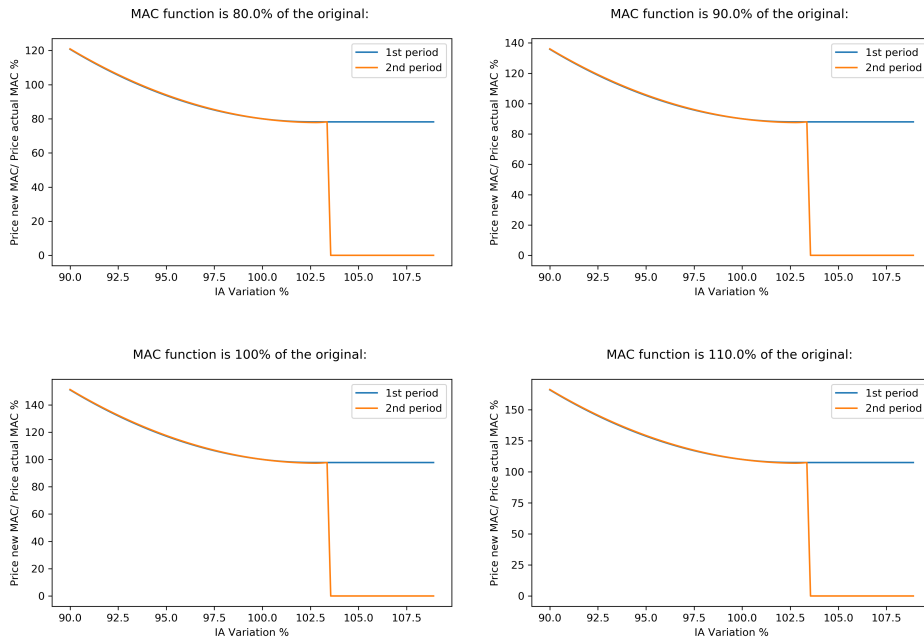 MAC function is 80.0% of the original:
Price new MAC/ Price actual MAC %
120
100
80
60
40
20
0
1st period
2nd period
90.0 92.5 95.0 97.5 100.0 102.5 105.0 107.5
IA Variation %
MAC function is 90.0% of the original:
Price new MAC/ Price actual MAC %
140
120
100
80
60
40
20
0
1st period
2nd period
90.0 92.5 95.0 97.5 100.0 102.5 105.0 107.5
IA Variation %
MAC function is 100% of the original:
Price new MAC/ Price actual MAC %
140
120
100
80
60
40
20
0
1st period
2nd period
90.0 92.5 95.0 97.5 100.0 102.5 105.0 107.5
IA Variation %
MAC function is 110.0% of the original:
Price new MAC/ Price actual MAC %
150
125
100
75
50
25
0
1st period
2nd period
90.0 92.5 95.0 97.5 100.0 102.5 105.0 107.5
IA Variation %